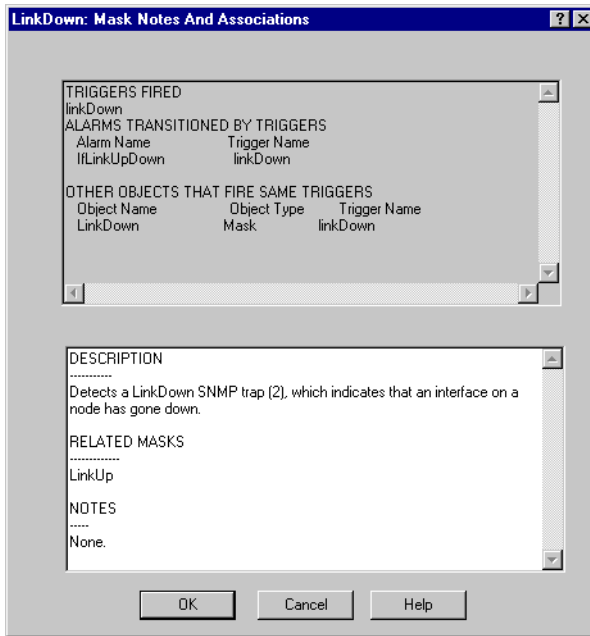 LinkDown: Mask Notes And Associations
TRIGGERS FIRED
linkDown
ALARMS TRANSITIONED BY TRIGGERS
Alarm Name Trigger Name
IfLinkUpDown linkDown
OTHER OBJECTS THAT FIRE SAME TRIGGERS
Object Name Object Type Trigger Name
LinkDown Mask linkDown
DESCRIPTION
-----------
Detects a LinkDown SNMP trap (2), which indicates that an interface on a
node has gone down.
RELATED MASKS
-------------
LinkUp
NOTES
-----
None.
OK Cancel Help